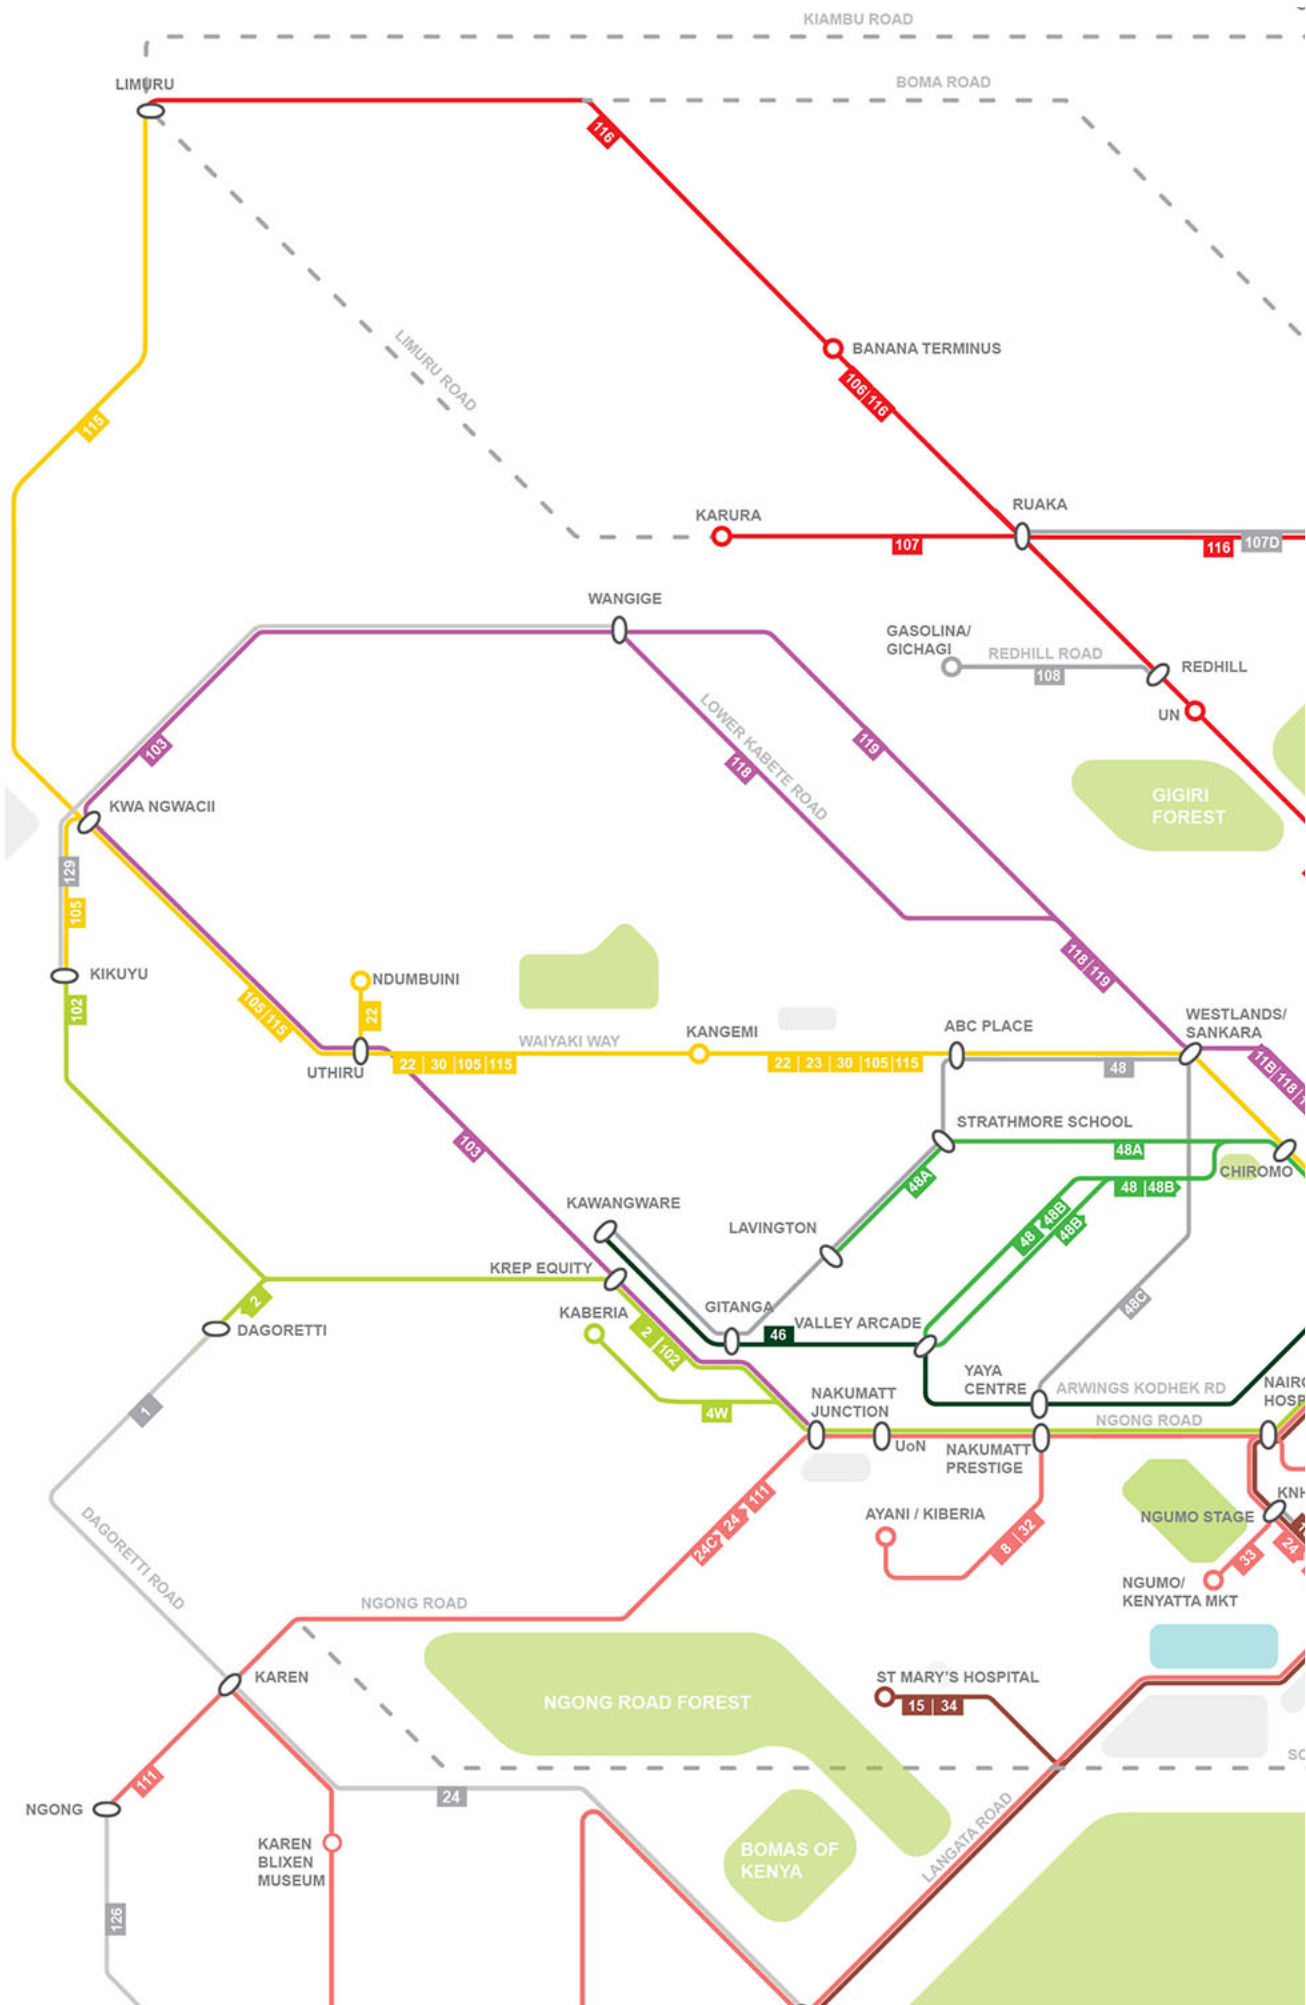 KIAMBU ROAD
LIMURU
BOMA ROAD
116
BANANA TERMINUS
106|116
LIMURU ROAD
115
KARURA
RUAKA
107
116
107D
WANGIGE
GASOLINA/
GICHAGI
REDHILL ROAD
108
REDHILL
UN
LOWER KABETE ROAD
103
118
119
GIGIRI
FOREST
KWA NGWACII
129
105
KIKUYU
102
118|119
105|115
NDUMBUINI
22
WAIYAKI WAY
KANGEMI
ABC PLACE
WESTLANDS/
SANKARA
UTHIRU
22 | 30 |105|115
22 | 23 | 30 |105|115
48
11B|118|
STRATHMORE SCHOOL
103
48A
48A
CHIROMO
48 |48B
KAWANGWARE
LAVINGTON
48 48B
48B
KREP EQUITY
2
DAGORETTI
KABERIA
GITANGA
46
VALLEY ARCADE
48C
2 |102
YAYA
CENTRE
ARWINGS KODHEK RD
NAKUMATT
JUNCTION
4W
1
NGONG ROAD
UoN
NAKUMATT
PRESTIGE
24C 24 111
AYANI / KIBERIA
8 | 32
NGUMO STAGE
33
24
NGUMO/
KENYATTA MKT
DAGORETTI ROAD
NGONG ROAD
KAREN
ST MARY'S HOSPITAL
15 | 34
NGONG ROAD FOREST
111
NGONG
24
KAREN
BLIXEN
MUSEUM
BOMAS OF
KENYA
LANGATA ROAD
126